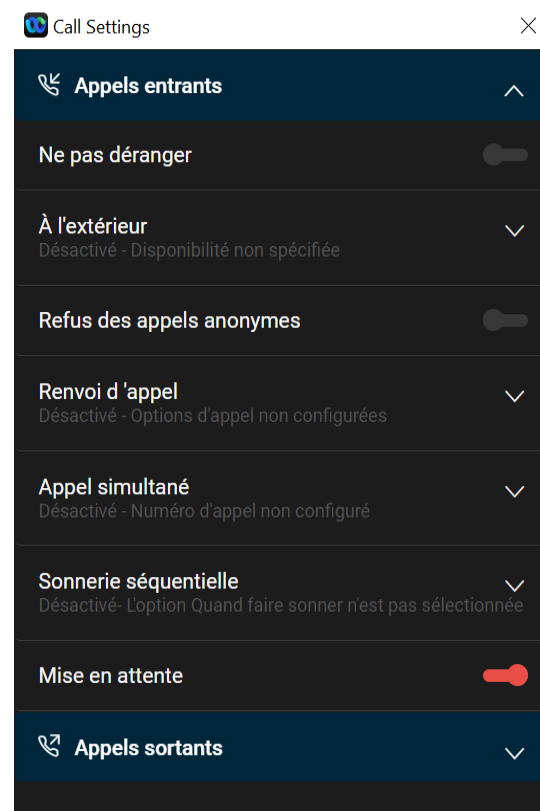 Call Settings
Appels entrants
Ne pas déranger
À l'extérieur
Désactivé - Disponibilité non spécifiée
Refus des appels anonymes
Renvoi d 'appel
Désactivé - Options d'appel non configurées
Appel simultané
Désactivé - Numéro d'appel non configuré
Sonnerie séquentielle
Désactivé- L'option Quand faire sonner n'est pas sélectionnée
Mise en attente
Appels sortants